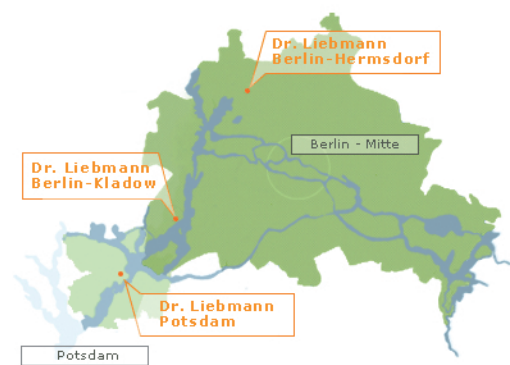 Dr. Liebmann
Berlin-Hermsdorf
Berlin - Mitte
Dr. Liebmann
Berlin-Kladow
Dr. Liebmann
Potsdam
Potsdam